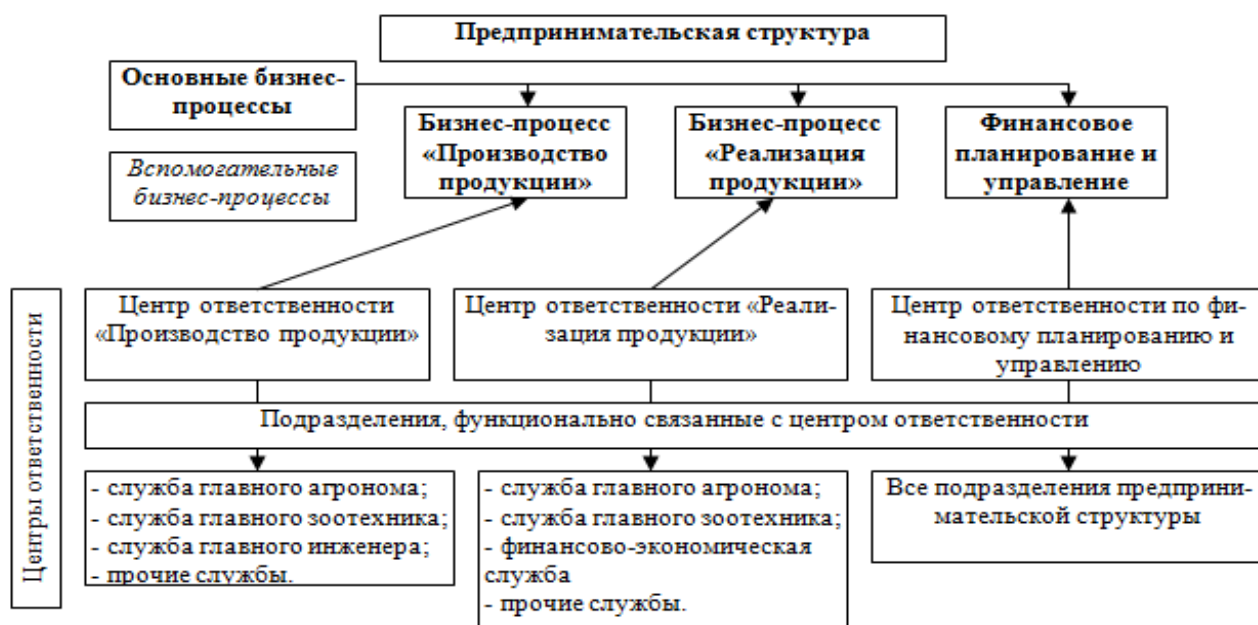 Предпринимательская структура
Основные бизнес-
процессы
Бизнес-процесс
«Производство
продукции»
Бизнес-процесс
«Реализация
продукции»
Финансовое
планирование и
управление
Вспомогательные
бизнес-процессы
Центры ответственности
Центр ответственности
«Производство продукции»
Центр ответственности «Реали-
зация продукции»
Центр ответственности по фи-
нансовому планированию и
управлению
Подразделения, функционально связанные с центром ответственности
- служба главного агронома;
- служба главного зоотехника;
- служба главного инженера;
- прочие службы.
- служба главного агронома;
- служба главного зоотехника;
- финансово-экономическая
служба
- прочие службы.
Все подразделения предприни-
мательской структуры